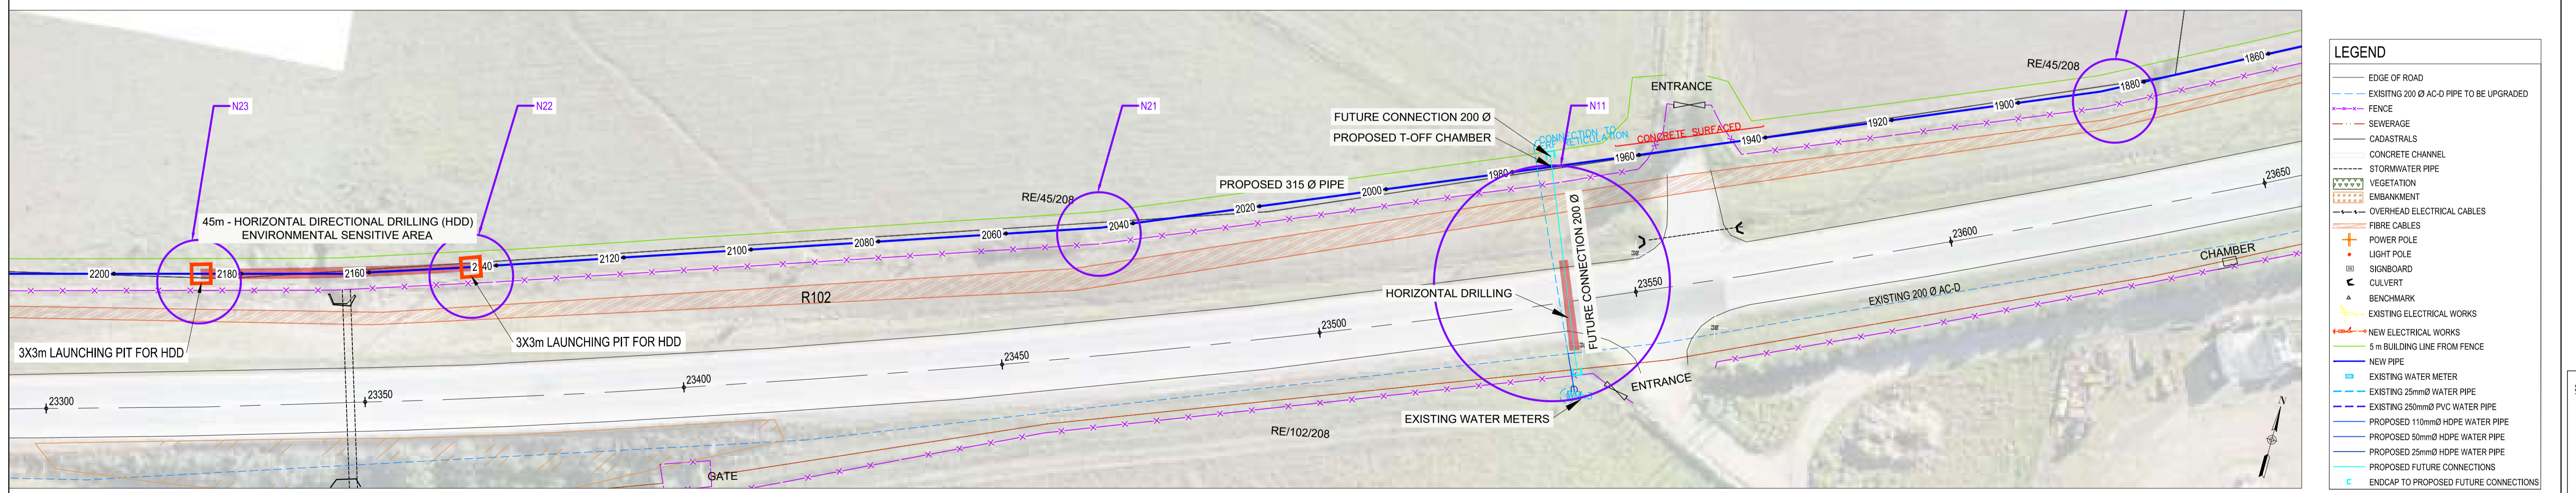 N23
N22
N21
N11
RE/45/208
1860
1880
1900
1920
1940
1960
1980
2000
2020
2040
2060
2080
2100
2120
2160
2180
2200
ENTRANCE
FUTURE CONNECTION 200 Ø
PROPOSED T-OFF CHAMBER
CONNECTION TO
RETICULATION
CONCRETE SURFACED
PROPOSED 315 Ø PIPE
RE/45/208
45m - HORIZONTAL DIRECTIONAL DRILLING (HDD)
ENVIRONMENTAL SENSITIVE AREA
3X3m LAUNCHING PIT FOR HDD
3X3m LAUNCHING PIT FOR HDD
R102
HORIZONTAL DRILLING
FUTURE CONNECTION 200 Ø
23300
23350
23400
23450
23500
23550
23600
23650
CHAMBER
EXISTING 200 Ø AC-D
ENTRANCE
EXISTING WATER METERS
RE/102/208
GATE
LEGEND
EDGE OF ROAD
EXISITNG 200 Ø AC-D PIPE TO BE UPGRADED
FENCE
SEWERAGE
CADASTRALS
CONCRETE CHANNEL
STORMWATER PIPE
VEGETATION
EMBANKMENT
OVERHEAD ELECTRICAL CABLES
FIBRE CABLES
POWER POLE
LIGHT POLE
SIGNBOARD
CULVERT
BENCHMARK
EXISTING ELECTRICAL WORKS
NEW ELECTRICAL WORKS
5 m BUILDING LINE FROM FENCE
NEW PIPE
EXISTING WATER METER
EXISTING 25mmØ WATER PIPE
EXISTING 250mmØ PVC WATER PIPE
PROPOSED 110mmØ HDPE WATER PIPE
PROPOSED 50mmØ HDPE WATER PIPE
PROPOSED 25mmØ HDPE WATER PIPE
PROPOSED FUTURE CONNECTIONS
ENDCAP TO PROPOSED FUTURE CONNECTIONS
N